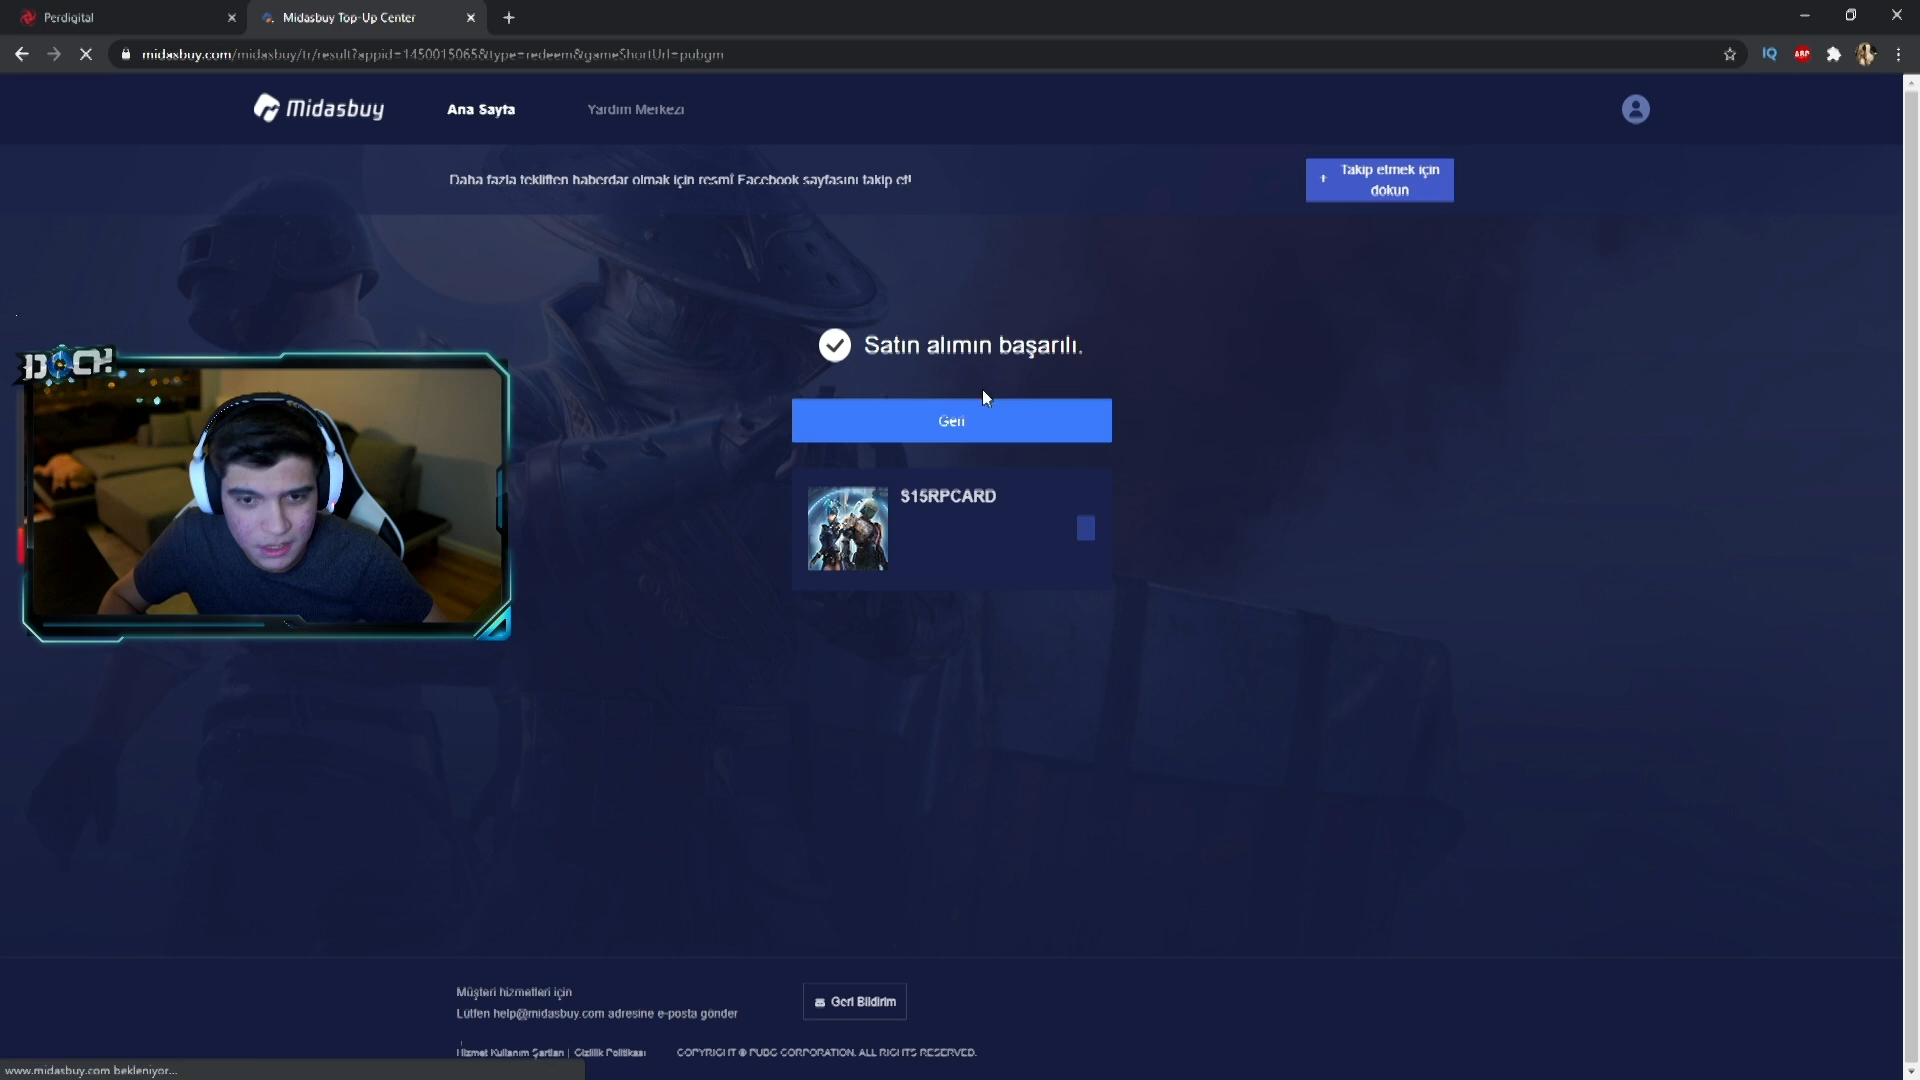 Perdigital
Midasbuy Top-Up Center
midasbuy.com/midasbuy/tr/result?appid=1450015065&type=redeem&gameShortUrl=pubgm
IQ
ABP
Midasbuy
Ana Sayfa
Yardım Merkezi
Daha fazla tekliften haberdar olmak için resmî Facebook sayfasını takip et!
+ Takip etmek için
dokun
Satın alımın başarılı.
Geri
S15RPCARD
Müşteri hizmetleri için
Lütfen help@midasbuy.com adresine e-posta gönder
Geri Bildirim
Hizmet Kullanım Şartları | Gizlilik Politikası
COPYRIGHT © PUBG CORPORATION. ALL RIGHTS RESERVED.
www.midasbuy.com bekleniyor...